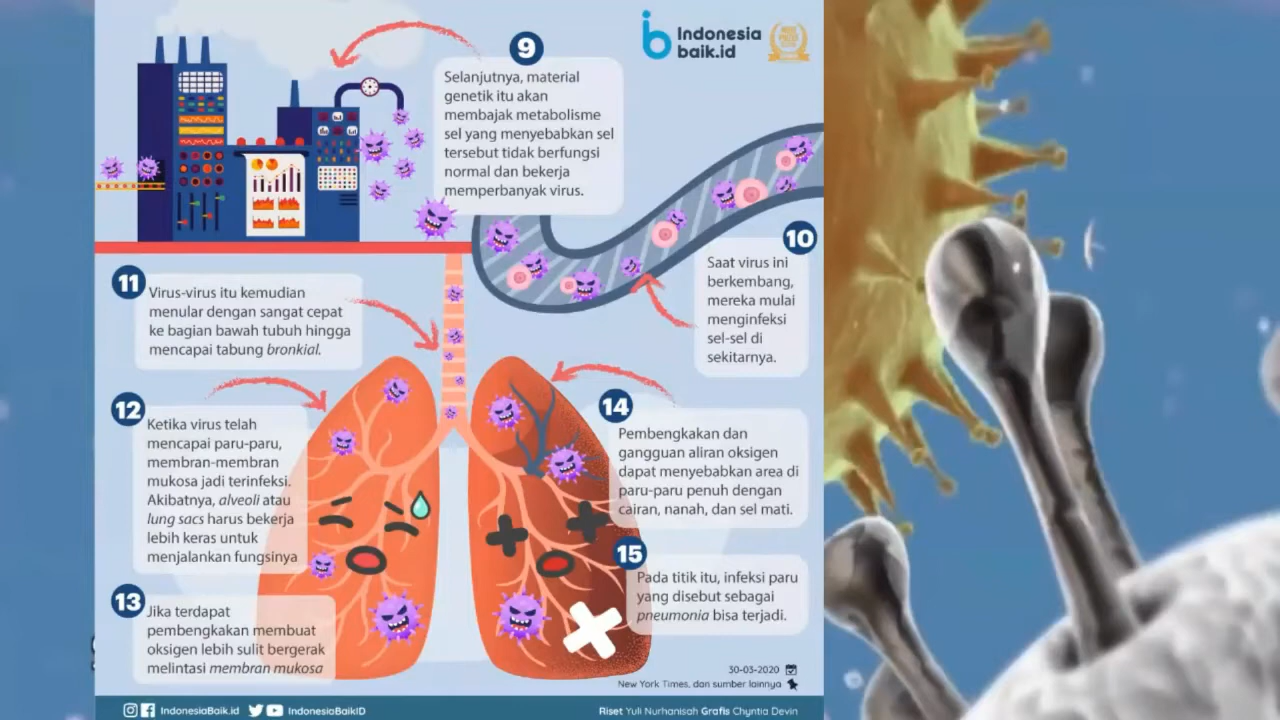 Indonesia
baik.id
9
Selanjutnya, material
genetik itu akan
membajak metabolisme
sel yang menyebabkan sel
tersebut tidak berfungsi
normal dan bekerja
memperbanyak virus.
10
Saat virus ini
berkembang,
mereka mulai
menginfeksi
sel-sel di
sekitarnya.
11
Virus-virus itu kemudian
menular dengan sangat cepat
ke bagian bawah tubuh hingga
mencapai tabung bronkial.
12
Ketika virus telah
mencapai paru-paru,
membran-membran
mukosa jadi terinfeksi.
Akibatnya, alveoli atau
lung sacs harus bekerja
lebih keras untuk
menjalankan fungsinya
13
Jika terdapat
pembengkakan membuat
oksigen lebih sulit bergerak
melintasi membran mukosa
14
Pembengkakan dan
gangguan aliran oksigen
dapat menyebabkan area di
paru-paru penuh dengan
cairan, nanah, dan sel mati.
15
Pada titik itu, infeksi paru
yang disebut sebagai
pneumonia bisa terjadi.
30-03-2020
New York Times, dan sumber lainnya
IndonesiaBaik.id IndonesiaBaikID
Riset Yuli Nurhanisah Grafis Chyntia Devin